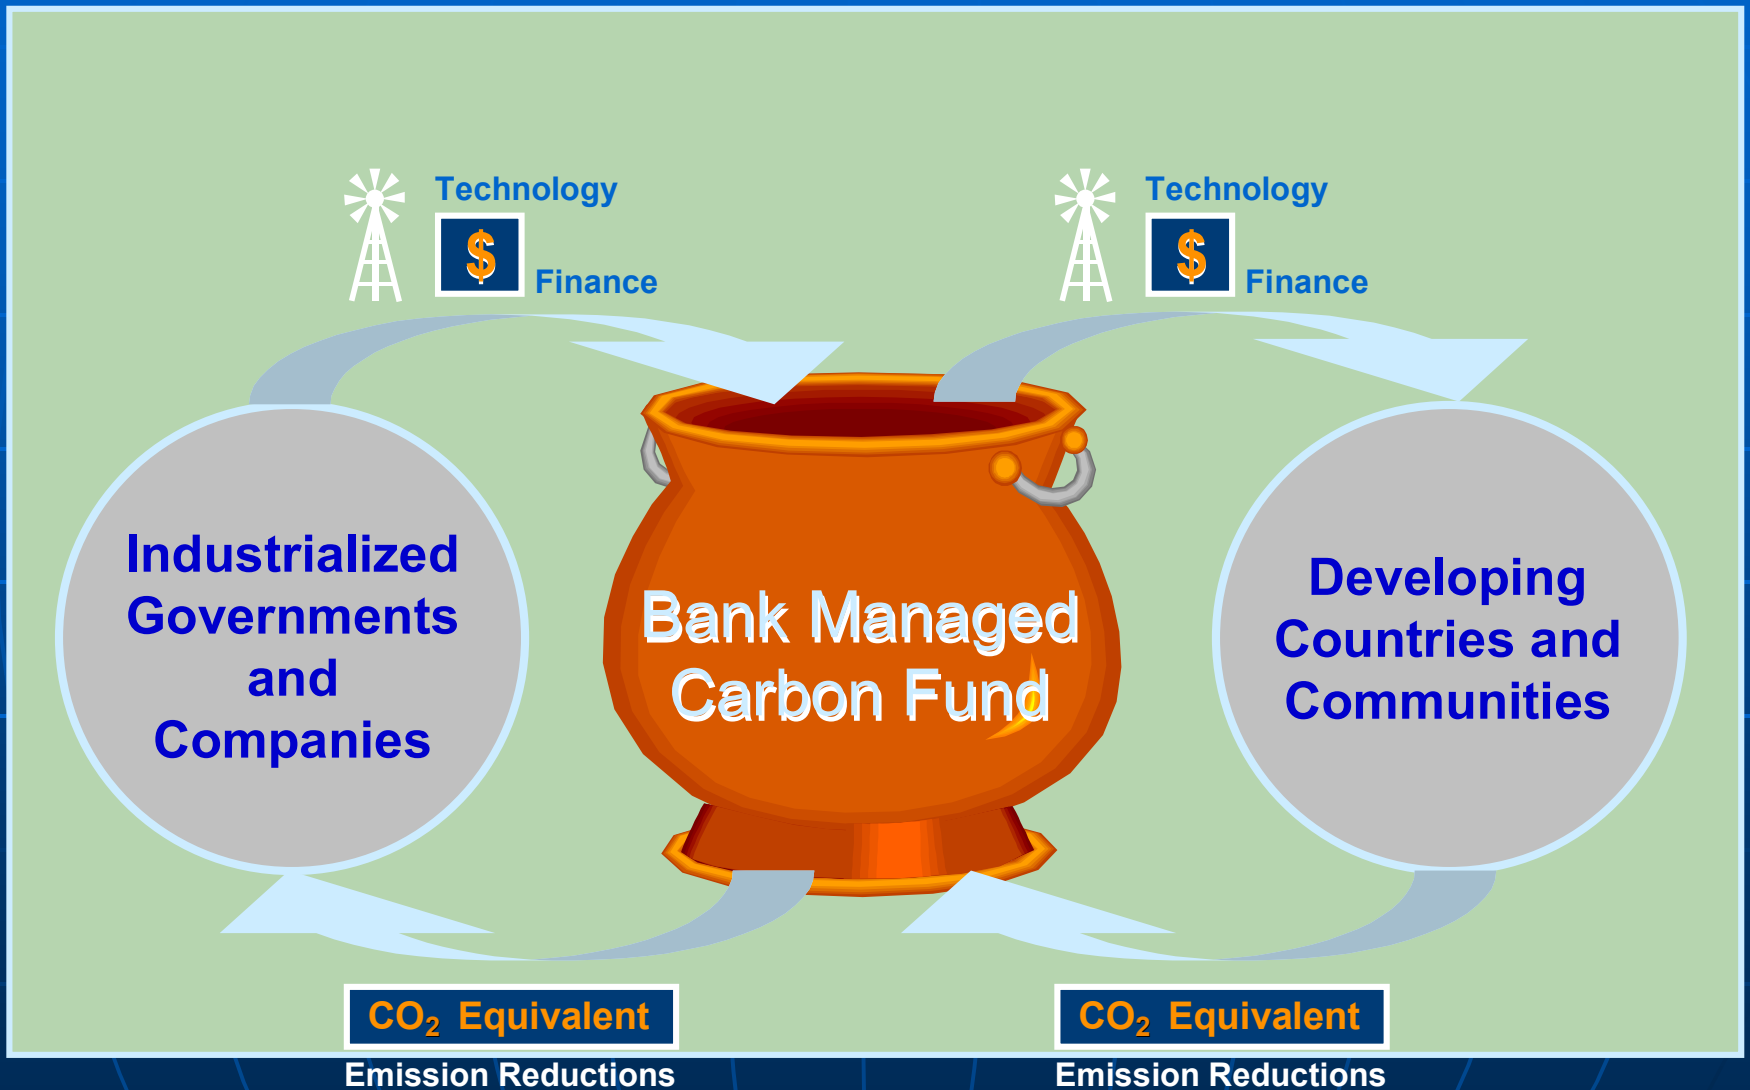 Technology
$
Finance
Technology
$
Finance
Industrialized
Governments
and
Companies
Bank Managed
Carbon Fund
Developing
Countries and
Communities
CO₂ Equivalent
Emission Reductions
CO₂ Equivalent
Emission Reductions